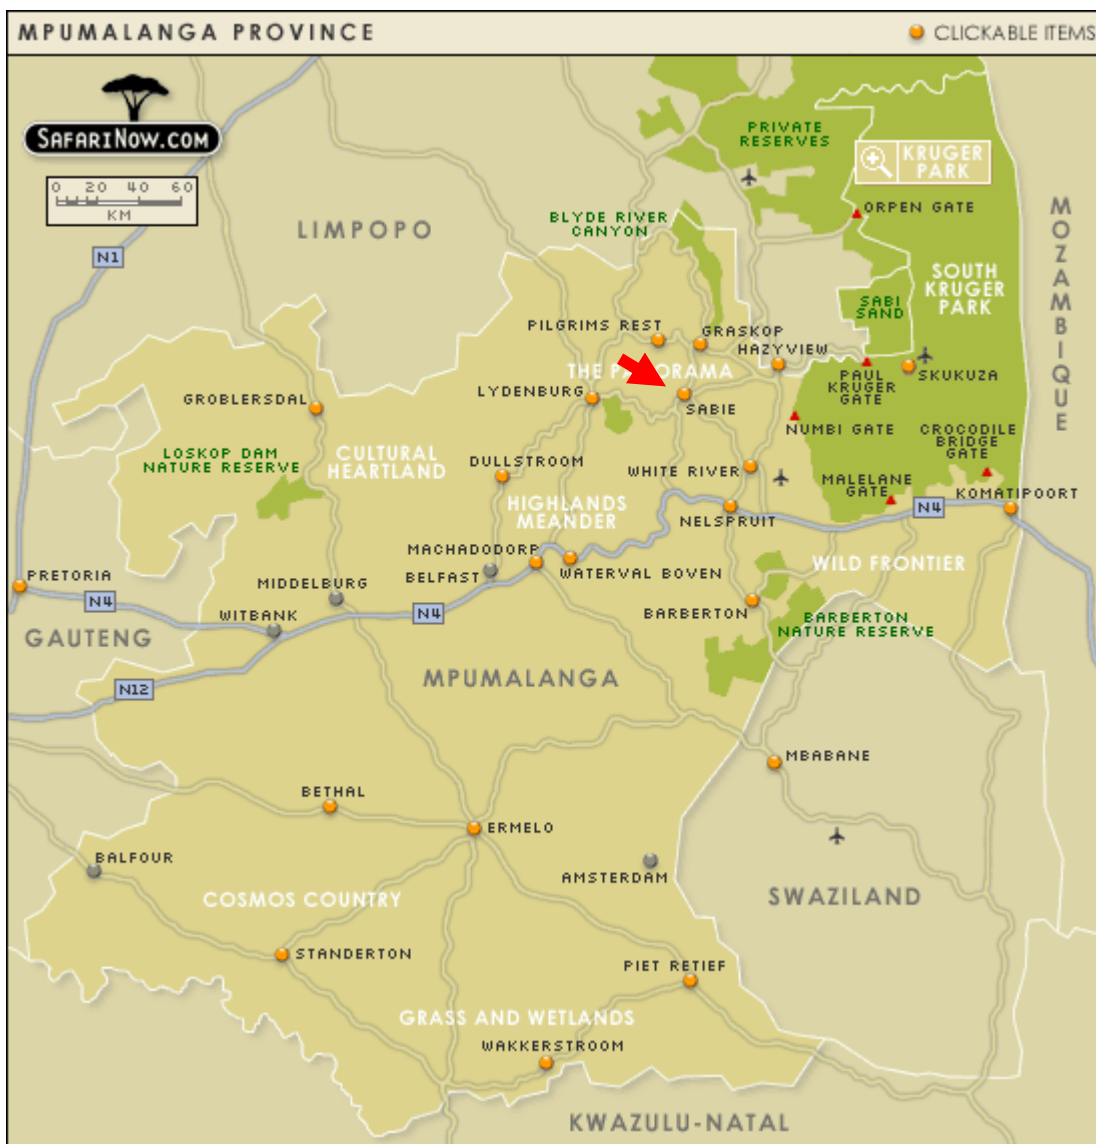 MPUMALANGA PROVINCE
CLICKABLE ITEMS
SAFARINOW.COM
0 20 40 60
KM
PRIVATE
RESERVES
KRUGER
PARK
ORPEN GATE
LIMPOPO
BLYDE RIVER
CANYON
MOZAMBIQUE
N1
SOUTH
KRUGER
PARK
SABI
SAND
PILGRIMS REST
GRASKOP
HAZYVIEW
THE PANORAMA
PAUL
KRUGER
GATE
SKUKUZA
LYDENBURG
SABIE
GROBLERSDAL
NUMBI GATE
CROCODILE
BRIDGE
GATE
CULTURAL
HEARTLAND
LOSKOP DAM
NATURE RESERVE
DULLSTROOM
WHITE RIVER
MALELANE
GATE
KOMATIPOORT
HIGHLANDS
MEANDER
NELSPRUIT
N4
MACHADODORP
WATERVAL BOVEN
WILD FRONTIER
PRETORIA
MIDDELBURG
BELFAST
N4
WITBANK
N4
BARBERTON
BARBERTON
NATURE RESERVE
GAUTENG
MPUMALANGA
N12
MBABANE
BETHAL
ERMELO
BALFOUR
AMSTERDAM
COSMOS COUNTRY
SWAZILAND
STANDERTON
PIET RETIEF
GRASS AND WETLANDS
WAKKERSTROOM
KWAZULU-NATAL